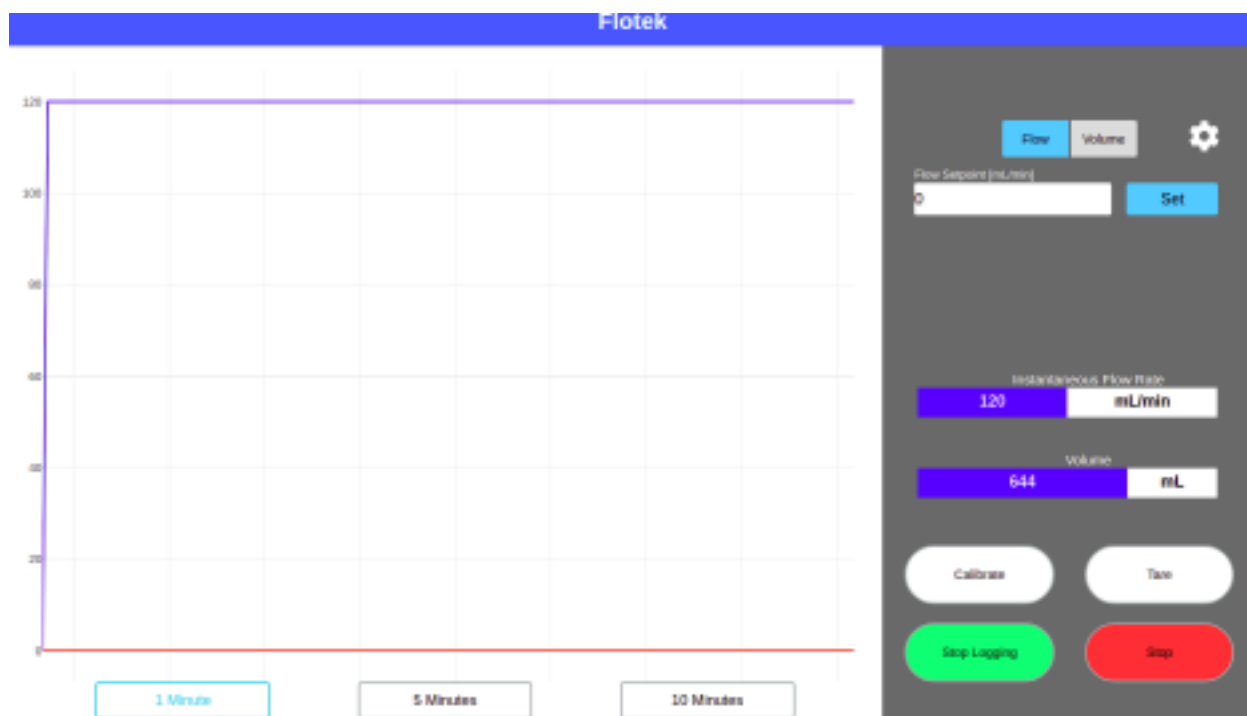 Flotek
120
100
80
60
40
20
0
1 Minute
5 Minutes
10 Minutes
Flow
Volume
Flow Setpoint [mL/min]
0
Set
Instantaneous Flow Rate
120
mL/min
Volume
644
mL
Calibrate
Tare
Stop Logging
Stop